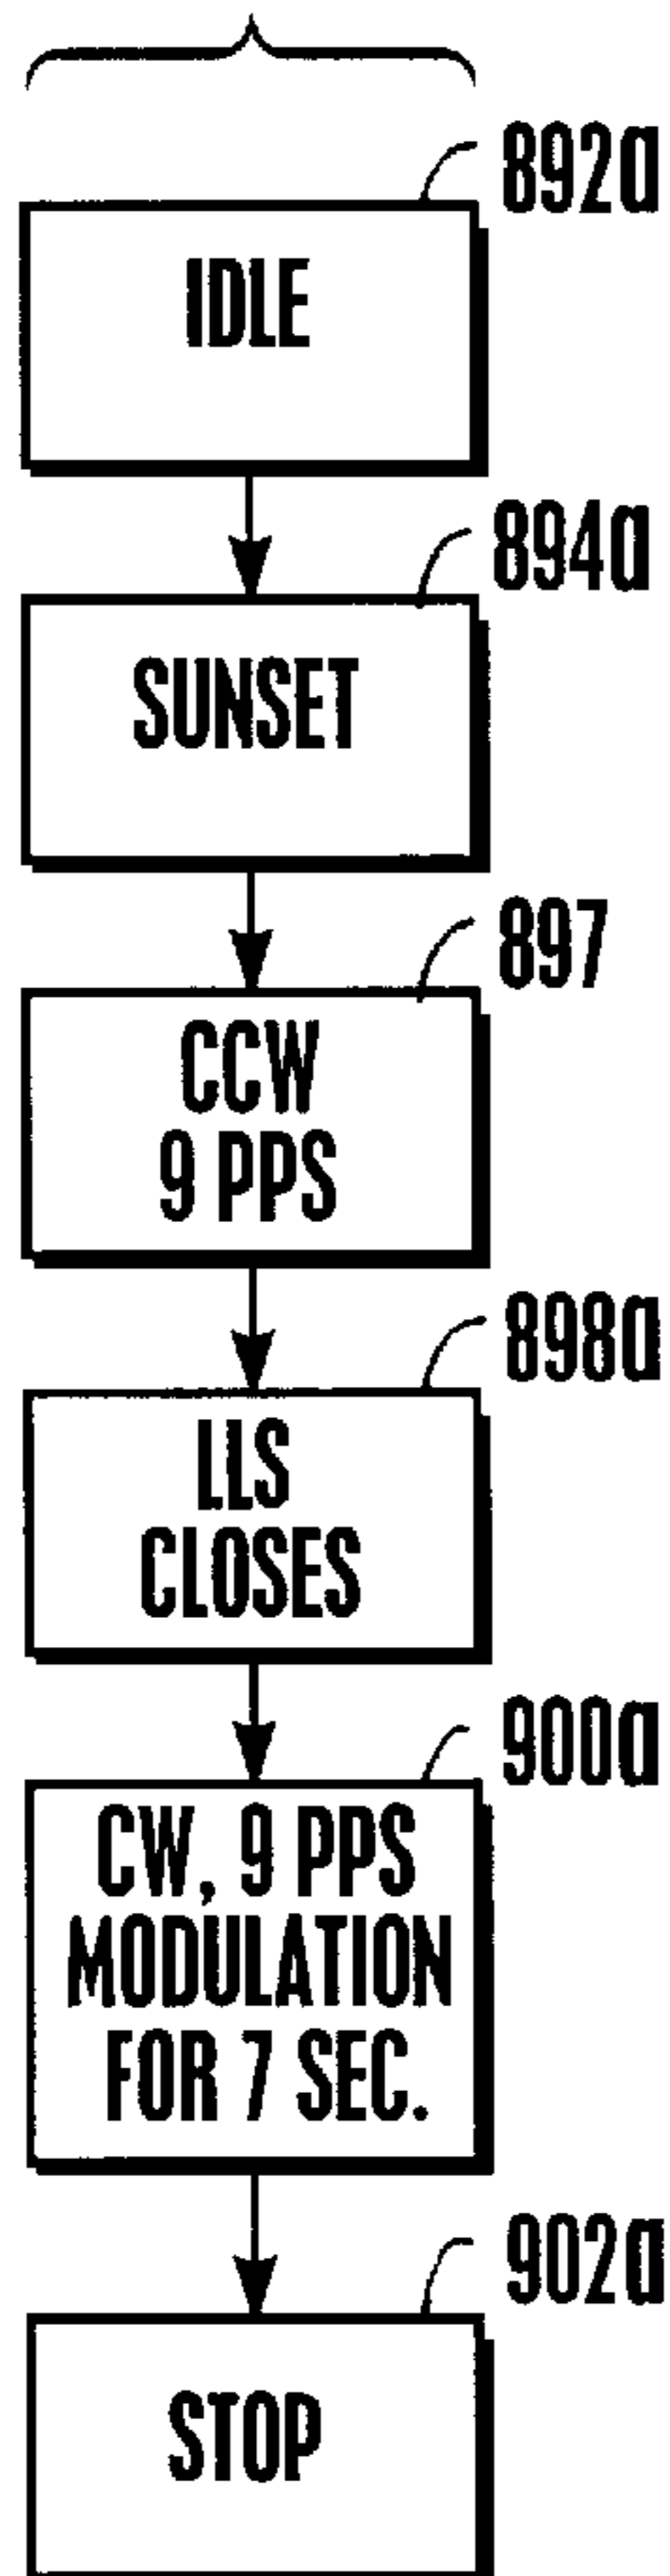 892a
IDLE
894a
SUNSET
897
CCW
9 PPS
898a
LLS
CLOSES
900a
CW, 9 PPS
MODULATION
FOR 7 SEC.
902a
STOP